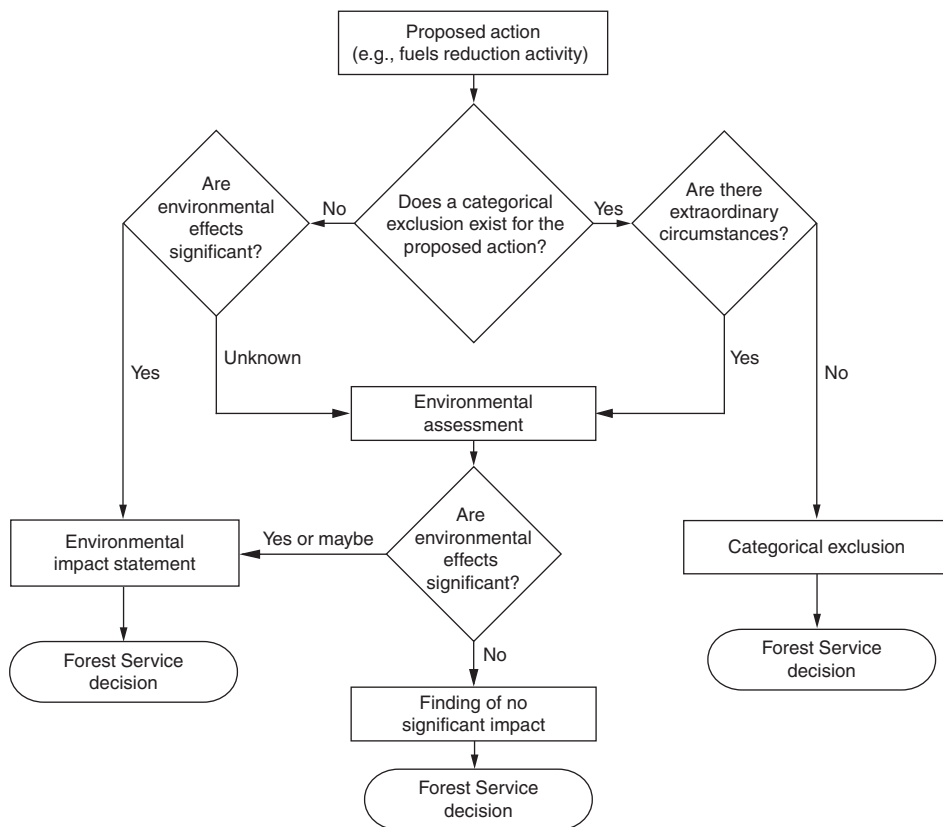 Proposed action
(e.g., fuels reduction activity)
Are
environmental
effects
significant?
No
Does a categorical
exclusion exist for the
proposed action?
Yes
Are there
extraordinary
circumstances?
Yes
Unknown
Yes
No
Environmental
assessment
Environmental
impact statement
Yes or maybe
Are
environmental
effects
significant?
Categorical exclusion
Forest Service
decision
No
Forest Service
decision
Finding of no
significant impact
Forest Service
decision